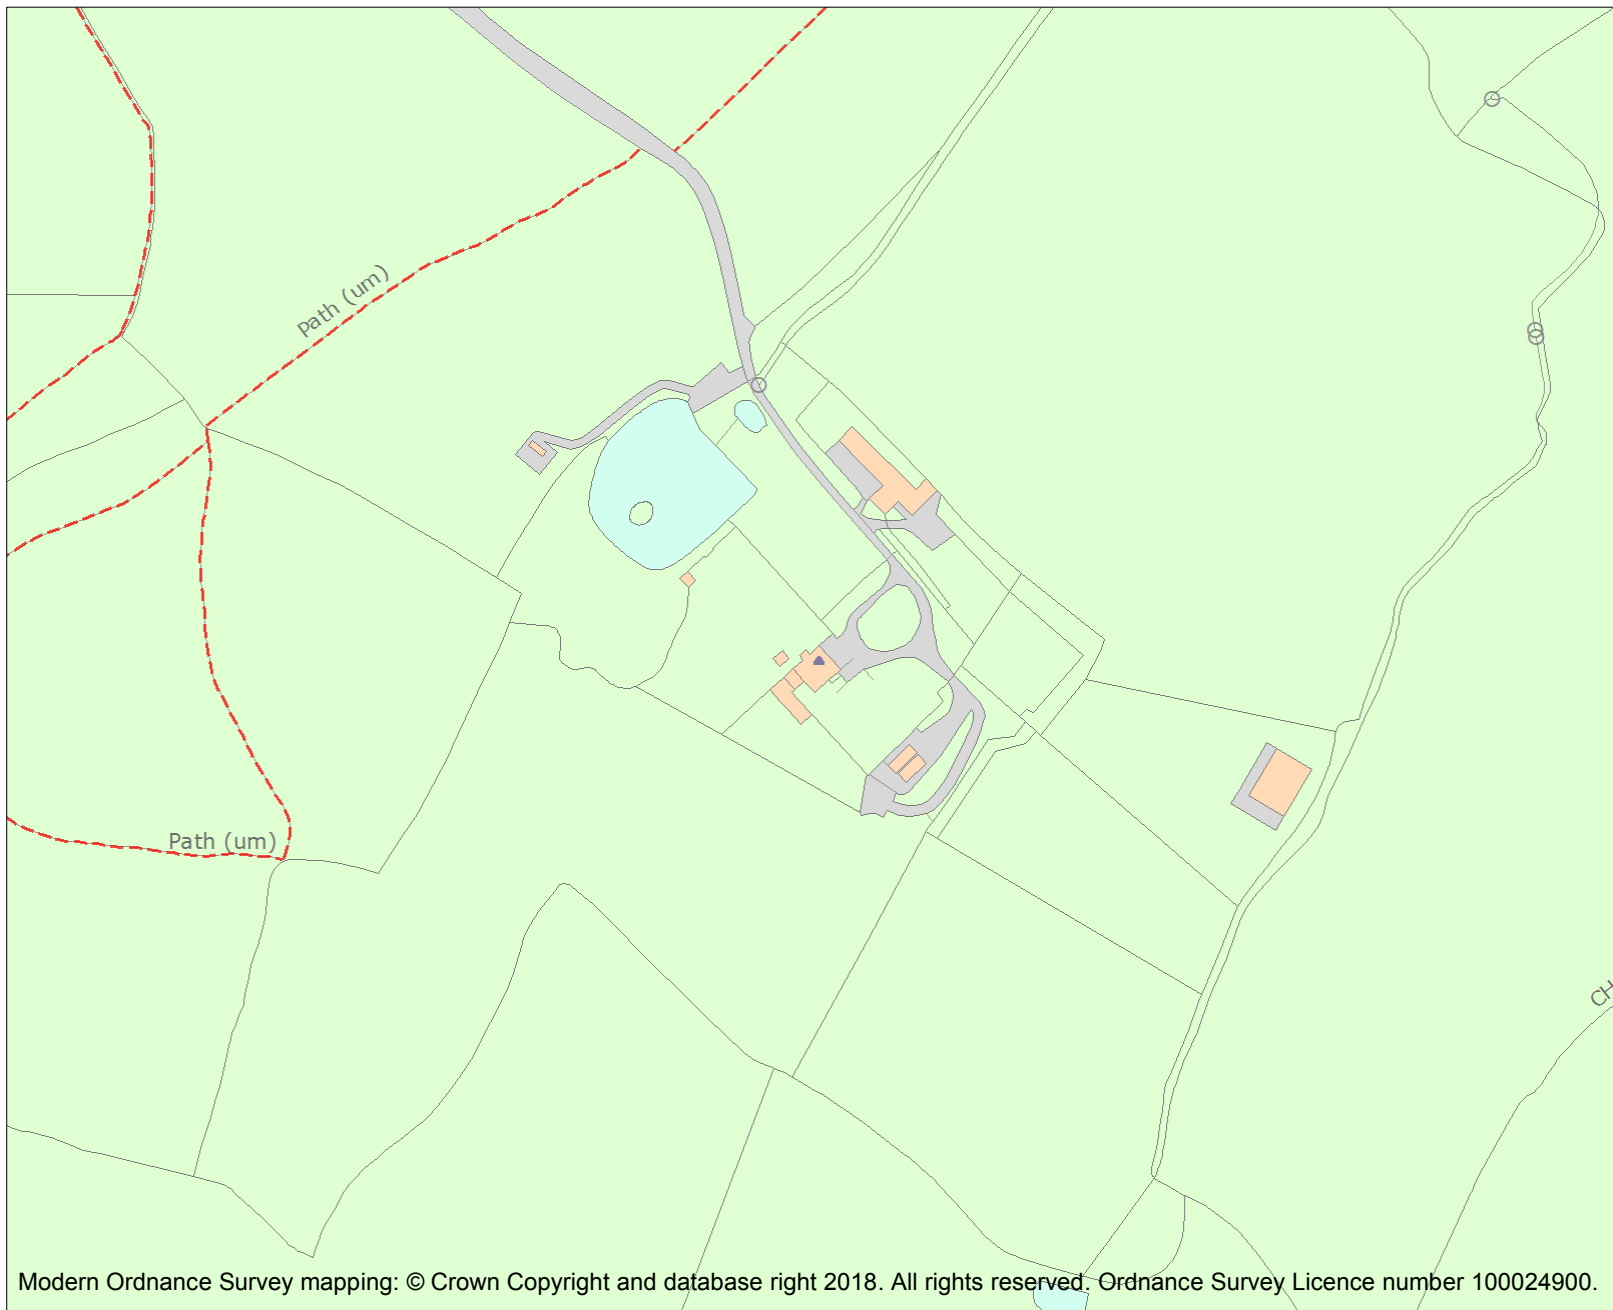 Path (um)
Path (um)
CH
Modern Ordnance Survey mapping: © Crown Copyright and database right 2018. All rights reserved. Ordnance Survey Licence number 100024900.